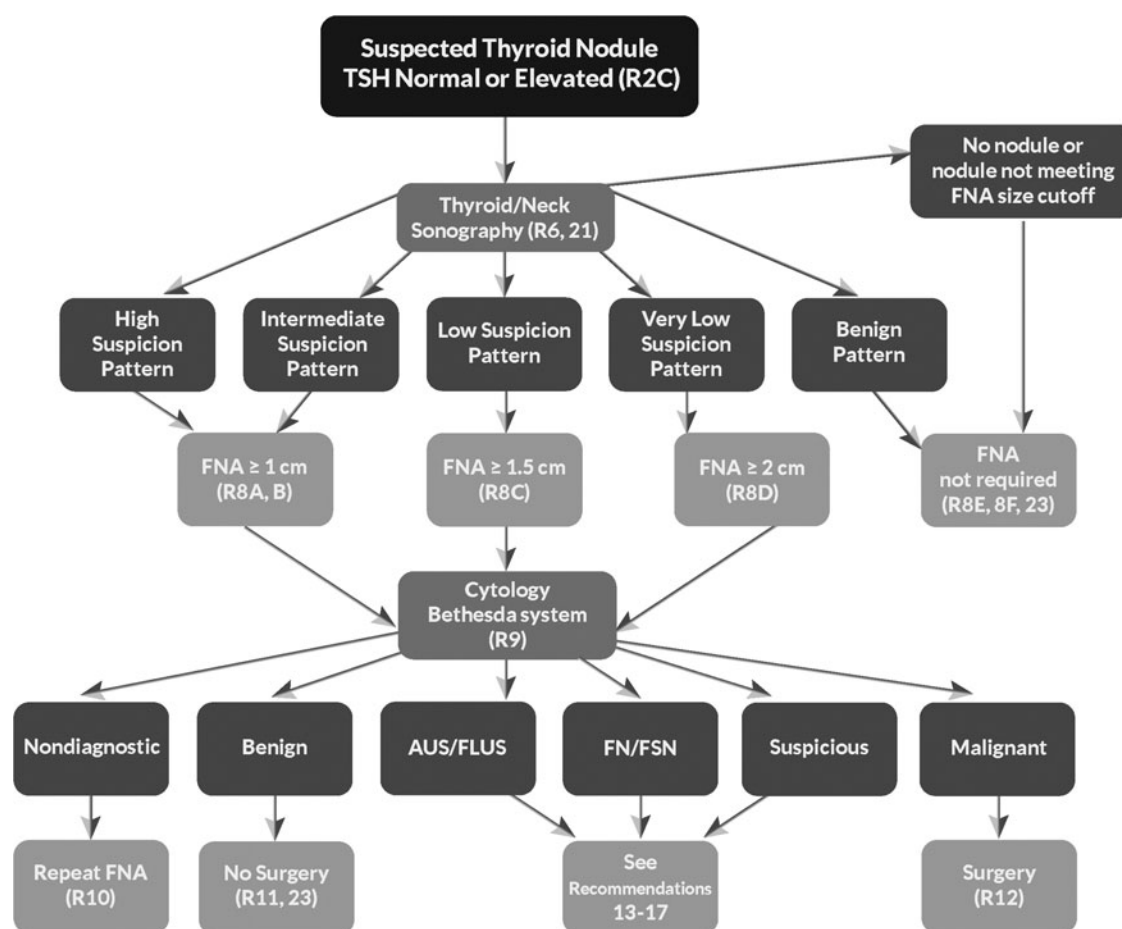 Suspected Thyroid Nodule
TSH Normal or Elevated (R2C)
No nodule or
nodule not meeting
FNA size cutoff
Thyroid/Neck
Sonography (R6, 21)
High
Suspicion
Pattern
Intermediate
Suspicion
Pattern
Low Suspicion
Pattern
Very Low
Suspicion
Pattern
Benign
Pattern
FNA ≥ 1 cm
(R8A, B)
FNA ≥ 1.5 cm
(R8C)
FNA ≥ 2 cm
(R8D)
FNA
not required
(R8E, 8F, 23)
Cytology
Bethesda system
(R9)
Nondiagnostic
Benign
AUS/FLUS
FN/FSN
Suspicious
Malignant
Repeat FNA
(R10)
No Surgery
(R11, 23)
See
Recommendations
13-17
Surgery
(R12)